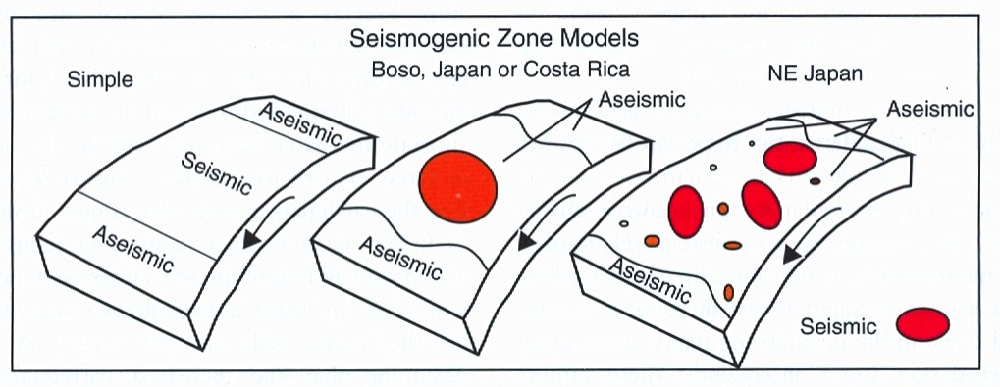 Seismogenic Zone Models
Simple
Boso, Japan or Costa Rica
NE Japan
Aseismic
Seismic
Aseismic
Aseismic
Aseismic
Aseismic
Aseismic
Seismic